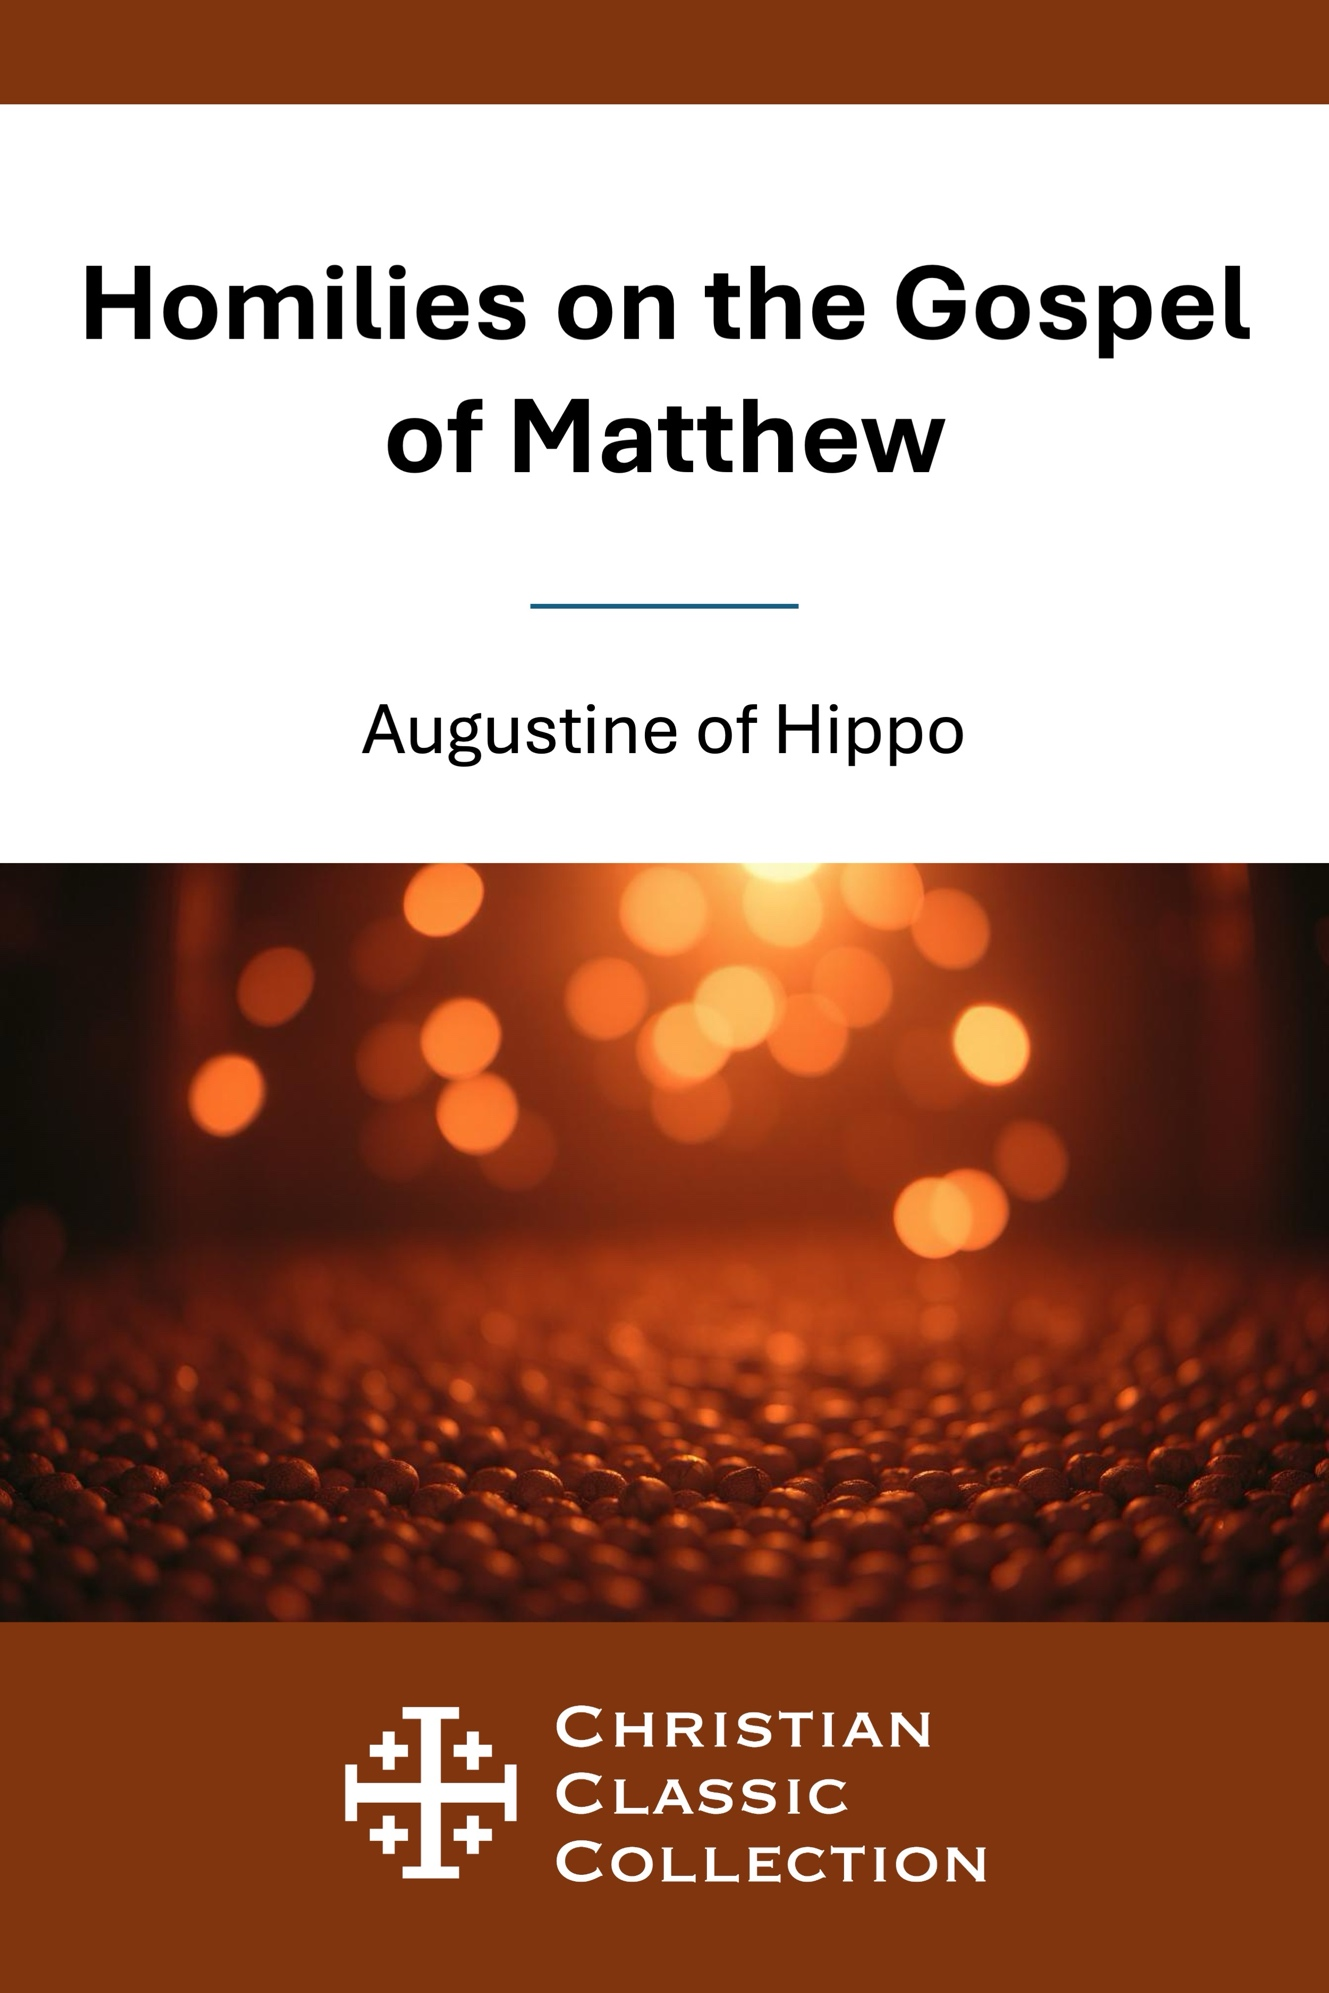 Homilies on the Gospel
of Matthew
Augustine of Hippo
CHRISTIAN
CLASSIC
COLLECTION